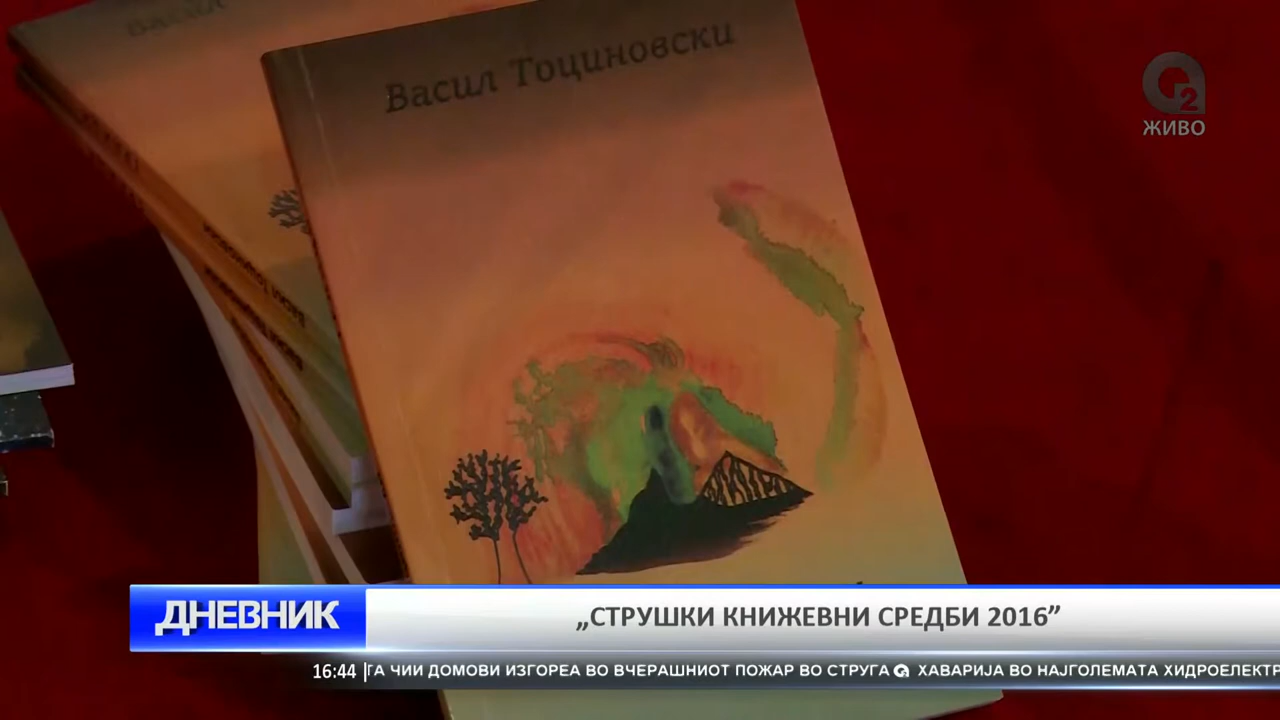 Васил Тоциновски
2
ЖИВО
ДНЕВНИК
„СТРУШКИ КНИЖЕВНИ СРЕДБИ 2016”
16:44
ГА ЧИИ ДОМОВИ ИЗГОРЕА ВО ВЧЕРАШНИОТ ПОЖАР ВО СТРУГА ХАВАРИЈА ВО НАЈГОЛЕМАТА ХИДРОЕЛЕКТР